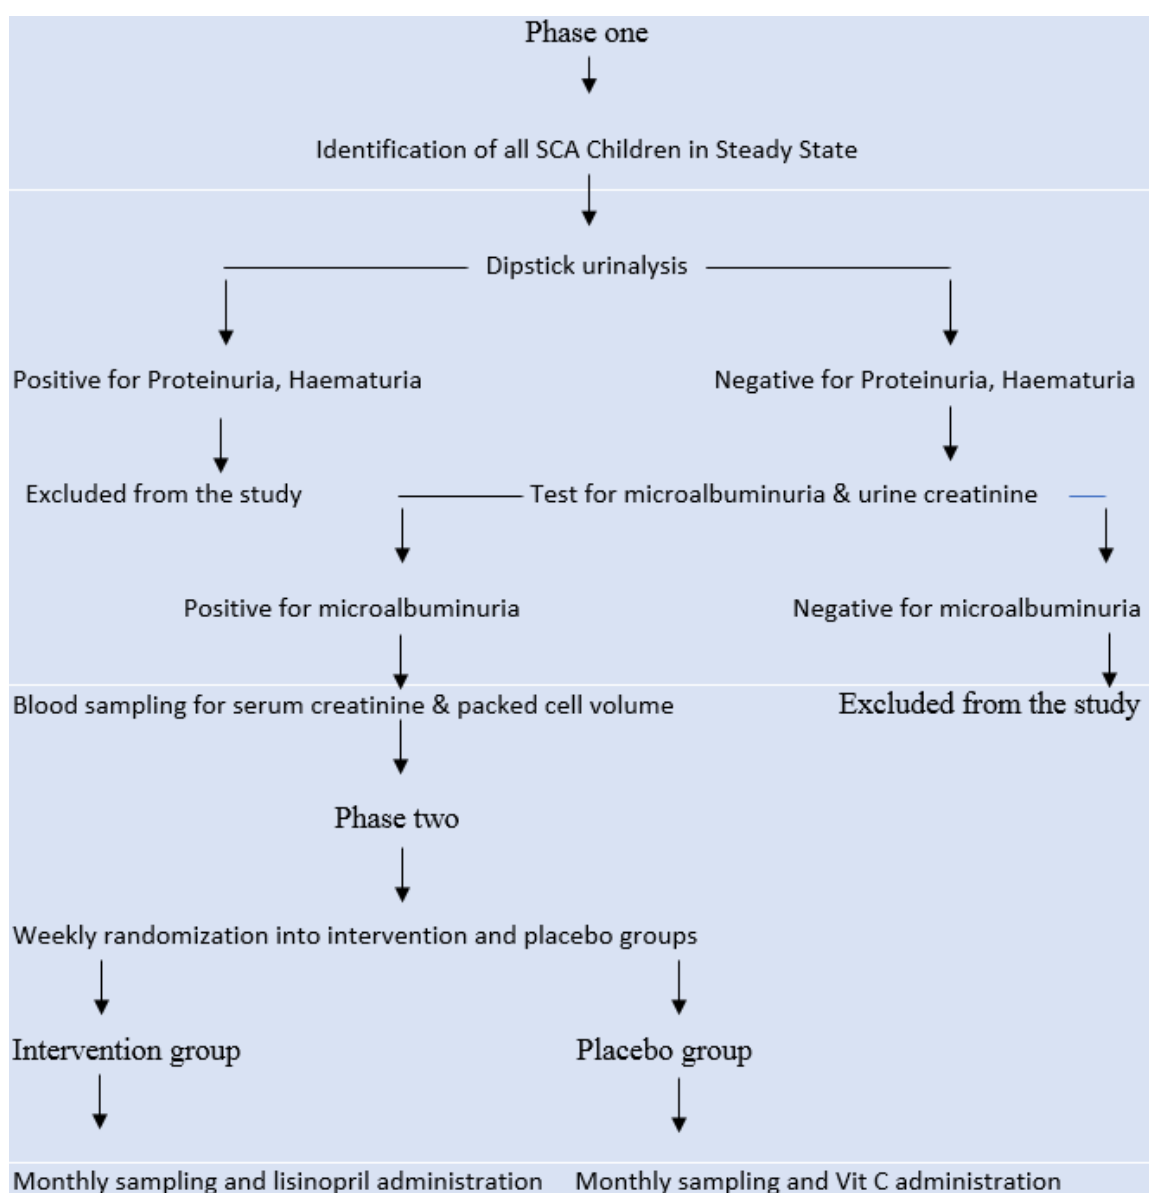 Phase one
Identification of all SCA Children in Steady State
Dipstick urinalysis
Positive for Proteinuria, Haematuria
Negative for Proteinuria, Haematuria
Excluded from the study
Test for microalbuminuria & urine creatinine
Positive for microalbuminuria
Negative for microalbuminuria
Blood sampling for serum creatinine & packed cell volume
Excluded from the study
Phase two
Weekly randomization into intervention and placebo groups
Intervention group
Placebo group
Monthly sampling and lisinopril administration
Monthly sampling and Vit C administration